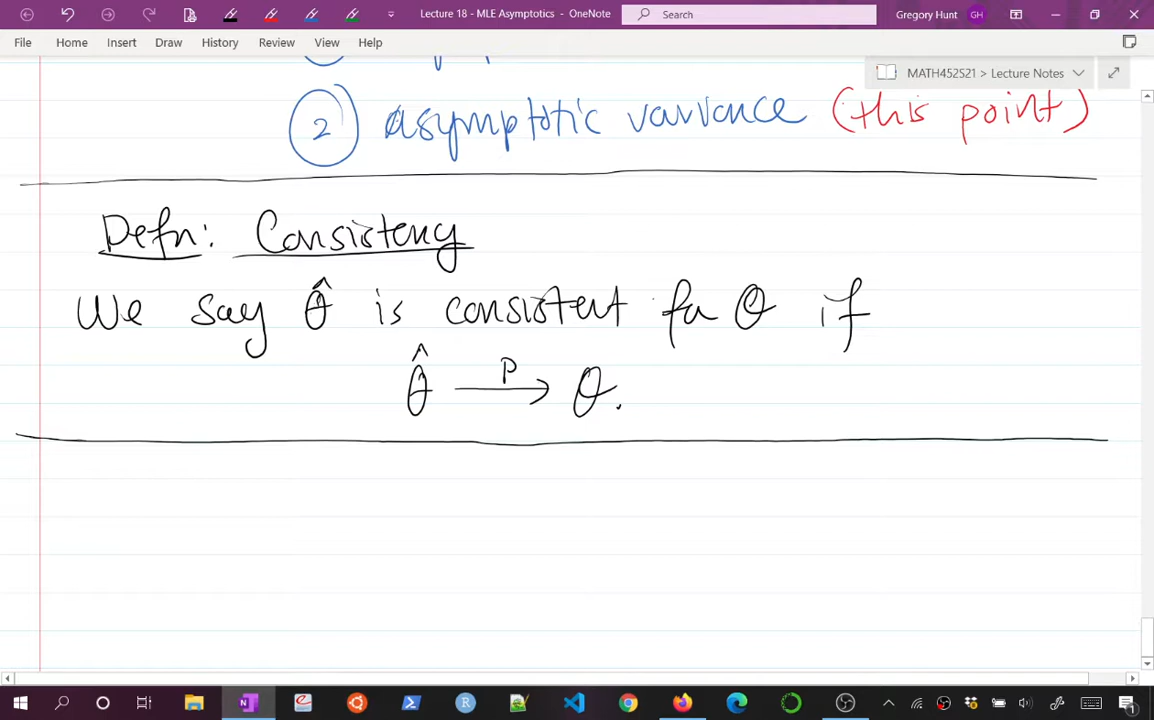 Lecture 18 - MLE Asymptotics - OneNote
Search
Gregory Hunt GH
File Home Insert Draw History Review View Help
MATH452S21 > Lecture Notes
② asymptotic variance (this point)
Defn: Consistency
We say θ̂ is consistent for θ if
θ̂ —P→ θ.